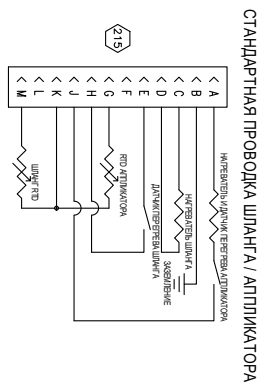 СТАНДАРТНАЯ ПРОВОДКА ШЛАНГА / АППЛИКАТОРА
215
A
B
C
D
E
F
G
H
J
K
L
M
НАГРЕВАТЕЛЬ И ДАТЧИК ПЕРЕГРЕВА АППЛИКАТОРА
НАГРЕВАТЕЛЬ ШЛАНГА
ЗАЗЕМЛЕНИЕ
ДАТЧИК ПЕРЕГРЕВА ШЛАНГА
RTD АППЛИКАТОРА
ШЛАНГ RTD